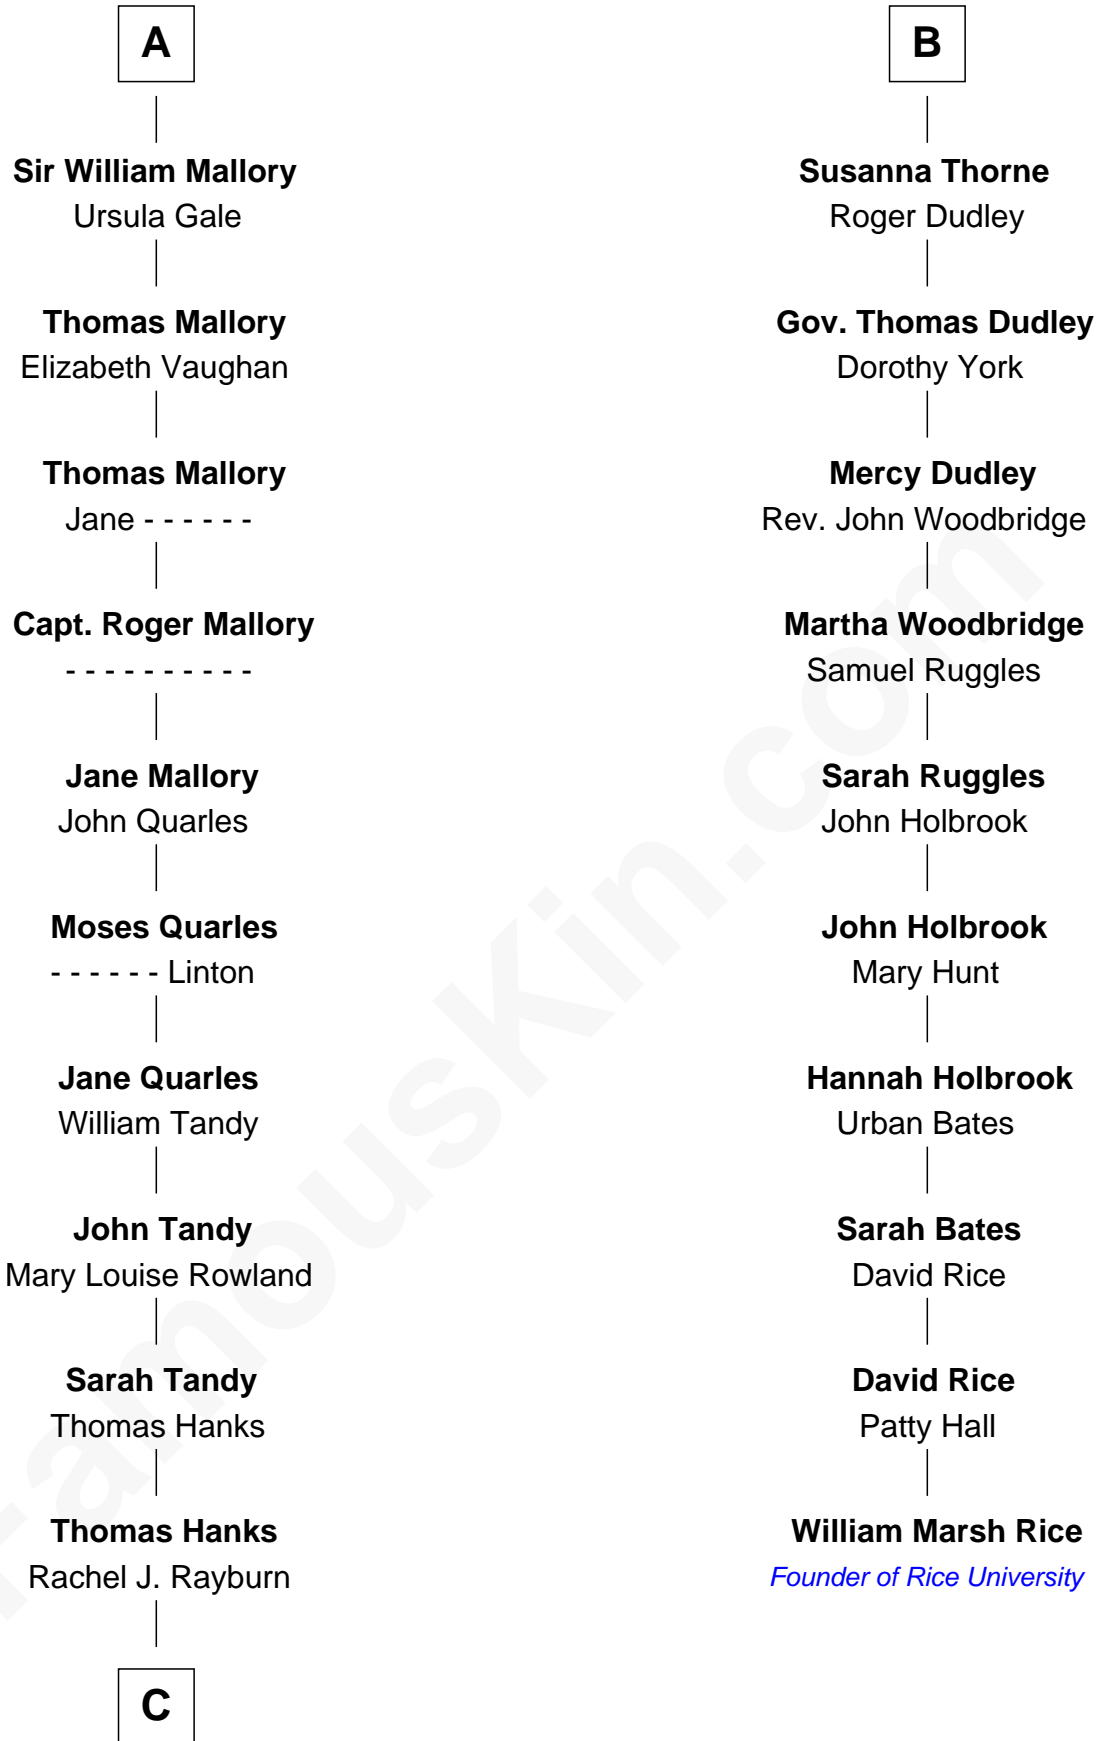 A
Sir William Mallory
Ursula Gale
Thomas Mallory
Elizabeth Vaughan
Thomas Mallory
Jane - - - - - -
Capt. Roger Mallory
- - - - - - - - - -
Jane Mallory
John Quarles
Moses Quarles
- - - - - - Linton
Jane Quarles
William Tandy
John Tandy
Mary Louise Rowland
Sarah Tandy
Thomas Hanks
Thomas Hanks
Rachel J. Rayburn
C
B
Susanna Thorne
Roger Dudley
Gov. Thomas Dudley
Dorothy York
Mercy Dudley
Rev. John Woodbridge
Martha Woodbridge
Samuel Ruggles
Sarah Ruggles
John Holbrook
John Holbrook
Mary Hunt
Hannah Holbrook
Urban Bates
Sarah Bates
David Rice
David Rice
Patty Hall
William Marsh Rice
Founder of Rice University
FamousKin.com